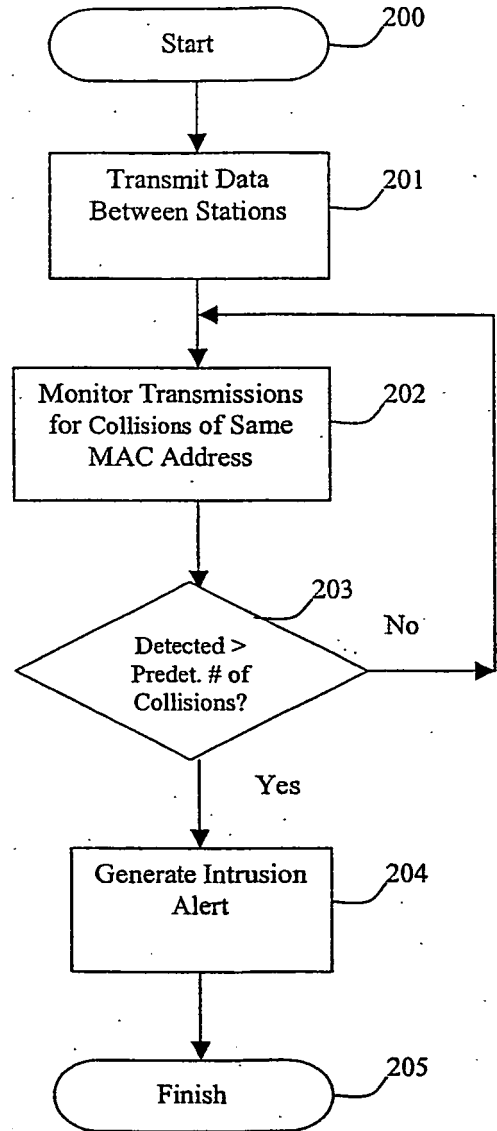 200
Start
Transmit Data
Between Stations
201
Monitor Transmissions
for Collisions of Same
MAC Address
202
203
Detected >
Predet. # of
Collisions?
No
Yes
Generate Intrusion
Alert
204
Finish
205